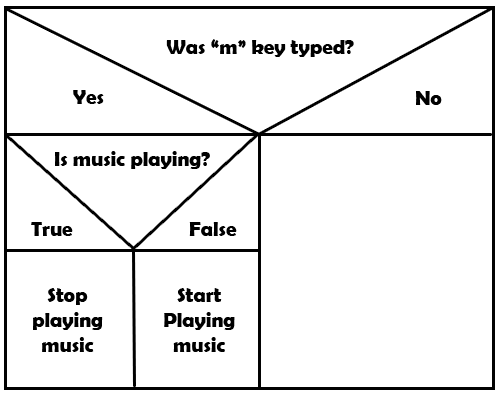 Was “m” key typed?
Yes
No
Is music playing?
True
False
Stop
playing
music
Start
Playing
music